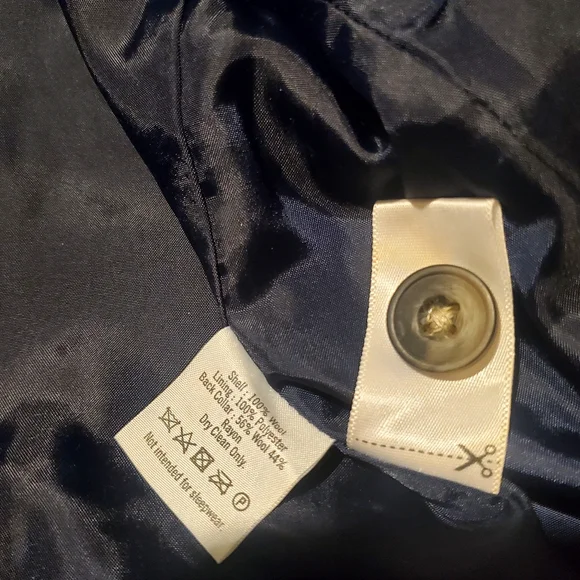 Shell : 100% Wool
Lining : 100% Polyester
Back Collar : 56% Wool 44%
Rayon.
Dry Clean Only.
P
Not intended for sleepwear.